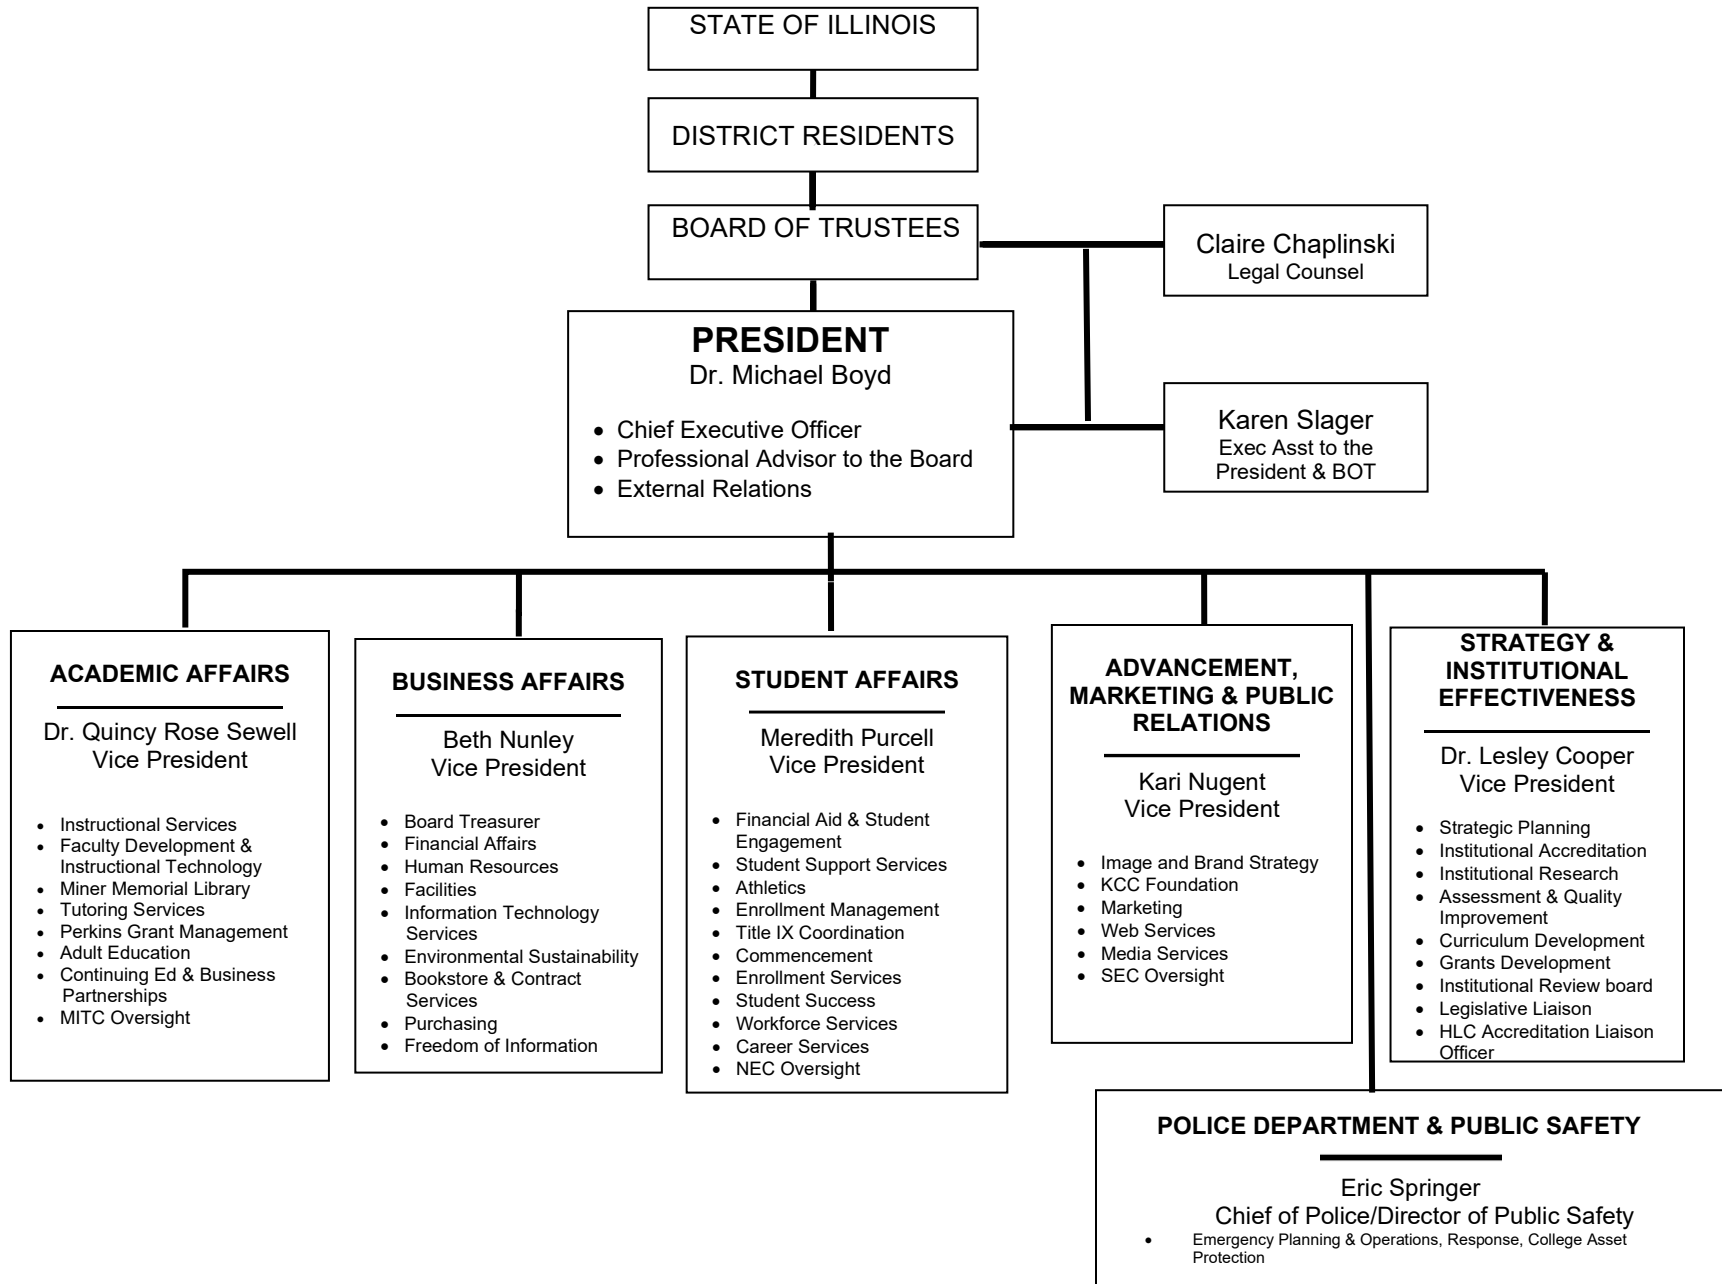 STATE OF ILLINOIS
DISTRICT RESIDENTS
BOARD OF TRUSTEES
Claire Chaplinski
Legal Counsel
PRESIDENT
Dr. Michael Boyd
• Chief Executive Officer
• Professional Advisor to the Board
• External Relations
Karen Slager
Exec Asst to the
President & BOT
ACADEMIC AFFAIRS
Dr. Quincy Rose Sewell
Vice President
• Instructional Services
• Faculty Development &
Instructional Technology
• Miner Memorial Library
• Tutoring Services
• Perkins Grant Management
• Adult Education
• Continuing Ed & Business
Partnerships
• MITC Oversight
BUSINESS AFFAIRS
Beth Nunley
Vice President
• Board Treasurer
• Financial Affairs
• Human Resources
• Facilities
• Information Technology
Services
• Environmental Sustainability
• Bookstore & Contract
Services
• Purchasing
• Freedom of Information
STUDENT AFFAIRS
Meredith Purcell
Vice President
• Financial Aid & Student
Engagement
• Student Support Services
• Athletics
• Enrollment Management
• Title IX Coordination
• Commencement
• Enrollment Services
• Student Success
• Workforce Services
• Career Services
• NEC Oversight
ADVANCEMENT,
MARKETING & PUBLIC
RELATIONS
Kari Nugent
Vice President
• Image and Brand Strategy
• KCC Foundation
• Marketing
• Web Services
• Media Services
• SEC Oversight
STRATEGY &
INSTITUTIONAL
EFFECTIVENESS
Dr. Lesley Cooper
Vice President
• Strategic Planning
• Institutional Accreditation
• Institutional Research
• Assessment & Quality
Improvement
• Curriculum Development
• Grants Development
• Institutional Review board
• Legislative Liaison
• HLC Accreditation Liaison
Officer
POLICE DEPARTMENT & PUBLIC SAFETY
Eric Springer
Chief of Police/Director of Public Safety
• Emergency Planning & Operations, Response, College Asset
Protection